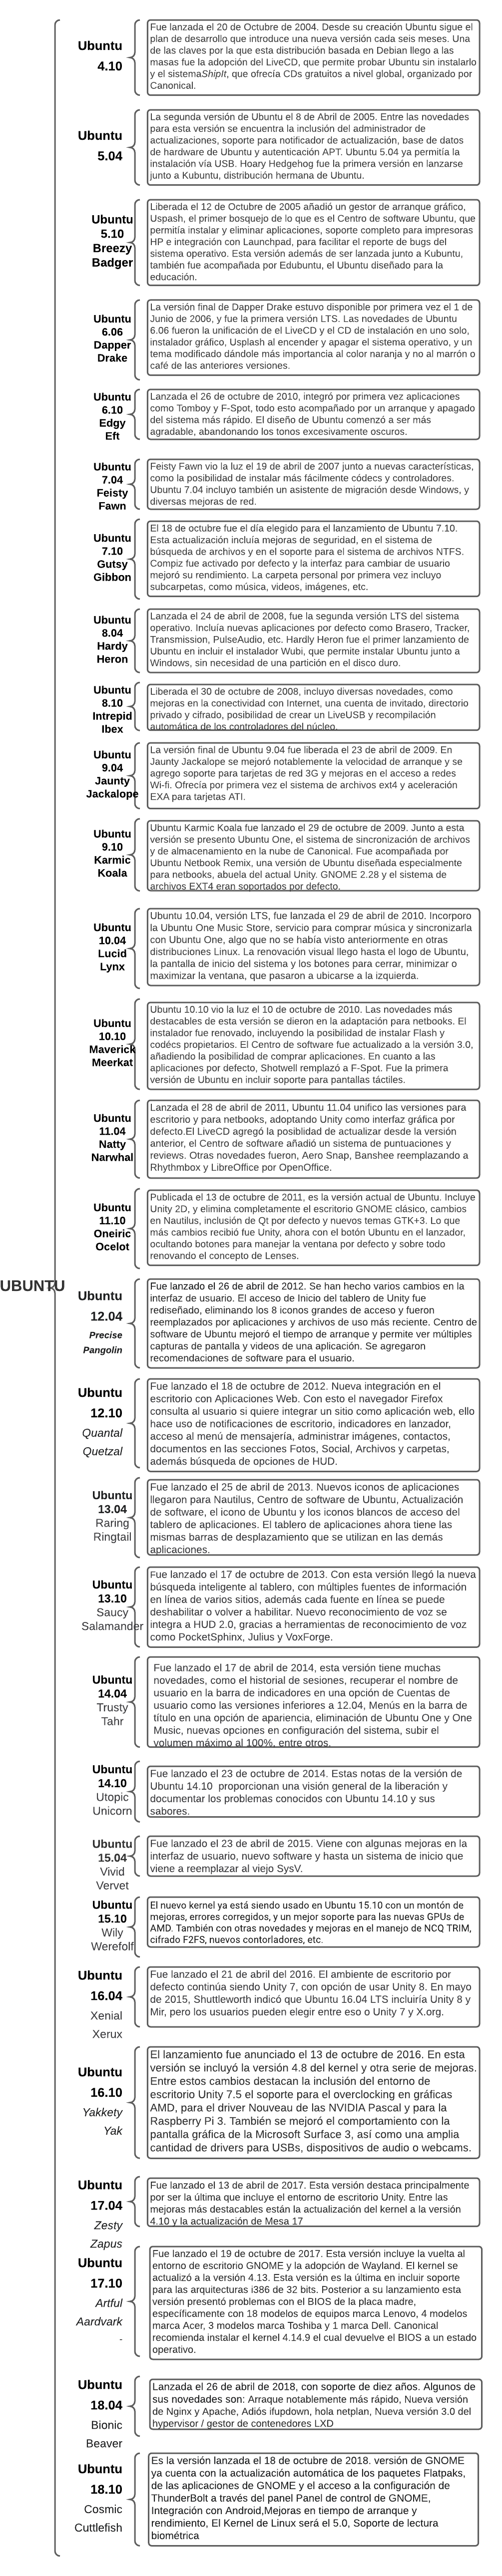 Ubuntu
4.10
Fue lanzada el 20 de Octubre de 2004. Desde su creación Ubuntu sigue el
plan de desarrollo que introduce una nueva versión cada seis meses. Una
de las claves por la que esta distribución basada en Debian llego a las
masas fue la adopción del LiveCD, que permite probar Ubuntu sin instalarlo
y el sistemaShipIt, que ofrecía CDs gratuitos a nivel global, organizado por
Canonical.
Ubuntu
5.04
La segunda versión de Ubuntu el 8 de Abril de 2005. Entre las novedades
para esta versión se encuentra la inclusión del administrador de
actualizaciones, soporte para notificador de actualización, base de datos
de hardware de Ubuntu y autenticación APT. Ubuntu 5.04 ya permitía la
instalación vía USB. Hoary Hedgehog fue la primera versión en lanzarse
junto a Kubuntu, distribución hermana de Ubuntu.
Ubuntu
5.10
Breezy
Badger
Liberada el 12 de Octubre de 2005 añadió un gestor de arranque gráfico,
Uspash, el primer bosquejo de lo que es el Centro de software Ubuntu, que
permitía instalar y eliminar aplicaciones, soporte completo para impresoras
HP e integración con Launchpad, para facilitar el reporte de bugs del
sistema operativo. Esta versión además de ser lanzada junto a Kubuntu,
también fue acompañada por Edubuntu, el Ubuntu diseñado para la
educación.
Ubuntu
6.06
Dapper
Drake
La versión final de Dapper Drake estuvo disponible por primera vez el 1 de
Junio de 2006, y fue la primera versión LTS. Las novedades de Ubuntu
6.06 fueron la unificación de el LiveCD y el CD de instalación en uno solo,
instalador gráfico, Usplash al encender y apagar el sistema operativo, y un
tema modificado dándole más importancia al color naranja y no al marrón o
café de las anteriores versiones.
Ubuntu
6.10
Edgy
Eft
Lanzada el 26 de octubre de 2010, integró por primera vez aplicaciones
como Tomboy y F-Spot, todo esto acompañado por un arranque y apagado
del sistema más rápido. El diseño de Ubuntu comenzó a ser más
agradable, abandonando los tonos excesivamente oscuros.
Ubuntu
7.04
Feisty
Fawn
Feisty Fawn vio la luz el 19 de abril de 2007 junto a nuevas características,
como la posibilidad de instalar más fácilmente códecs y controladores.
Ubuntu 7.04 incluyo también un asistente de migración desde Windows, y
diversas mejoras de red.
Ubuntu
7.10
Gutsy
Gibbon
El 18 de octubre fue el día elegido para el lanzamiento de Ubuntu 7.10.
Esta actualización incluía mejoras de seguridad, en el sistema de
búsqueda de archivos y en el soporte para el sistema de archivos NTFS.
Compiz fue activado por defecto y la interfaz para cambiar de usuario
mejoró su rendimiento. La carpeta personal por primera vez incluyo
subcarpetas, como música, videos, imágenes, etc.
Ubuntu
8.04
Hardy
Heron
Lanzada el 24 de abril de 2008, fue la segunda versión LTS del sistema
operativo. Incluía nuevas aplicaciones por defecto como Brasero, Tracker,
Transmission, PulseAudio, etc. Hardly Heron fue el primer lanzamiento de
Ubuntu en incluir el instalador Wubi, que permite instalar Ubuntu junto a
Windows, sin necesidad de una partición en el disco duro.
Ubuntu
8.10
Intrepid
Ibex
Liberada el 30 de octubre de 2008, incluyo diversas novedades, como
mejoras en la conectividad con Internet, una cuenta de invitado, directorio
privado y cifrado, posibilidad de crear un LiveUSB y recompilación
automática de los controladores del núcleo.
Ubuntu
9.04
Jaunty
Jackalope
La versión final de Ubuntu 9.04 fue liberada el 23 de abril de 2009. En
Jaunty Jackalope se mejoró notablemente la velocidad de arranque y se
agrego soporte para tarjetas de red 3G y mejoras en el acceso a redes
Wi-fi. Ofrecía por primera vez el sistema de archivos ext4 y aceleración
EXA para tarjetas ATI.
Ubuntu
9.10
Karmic
Koala
Ubuntu Karmic Koala fue lanzado el 29 de octubre de 2009. Junto a esta
versión se presento Ubuntu One, el sistema de sincronización de archivos
y de almacenamiento en la nube de Canonical. Fue acompañada por
Ubuntu Netbook Remix, una versión de Ubuntu diseñada especialmente
para netbooks, abuela del actual Unity. GNOME 2.28 y el sistema de
archivos EXT4 eran soportados por defecto.
Ubuntu
10.04
Lucid
Lynx
Ubuntu 10.04, versión LTS, fue lanzada el 29 de abril de 2010. Incorporo
la Ubuntu One Music Store, servicio para comprar música y sincronizarla
con Ubuntu One, algo que no se había visto anteriormente en otras
distribuciones Linux. La renovación visual llego hasta el logo de Ubuntu,
la pantalla de inicio del sistema y los botones para cerrar, minimizar o
maximizar la ventana, que pasaron a ubicarse a la izquierda.
Ubuntu
10.10
Maverick
Meerkat
Ubuntu 10.10 vio la luz el 10 de octubre de 2010. Las novedades más
destacables de esta versión se dieron en la adaptación para netbooks. El
instalador fue renovado, incluyendo la posibilidad de instalar Flash y
codécs propietarios. El Centro de software fue actualizado a la versión 3.0,
añadiendo la posibilidad de comprar aplicaciones. En cuanto a las
aplicaciones por defecto, Shotwell remplazó a F-Spot. Fue la primera
versión de Ubuntu en incluir soporte para pantallas táctiles.
Ubuntu
11.04
Natty
Narwhal
Lanzada el 28 de abril de 2011, Ubuntu 11.04 unifico las versiones para
escritorio y para netbooks, adoptando Unity como interfaz gráfica por
defecto.El LiveCD agregó la posibilidad de actualizar desde la versión
anterior, el Centro de software añadió un sistema de puntuaciones y
reviews. Otras novedades fueron, Aero Snap, Banshee reemplazando a
Rhythmbox y LibreOffice por OpenOffice.
Ubuntu
11.10
Oneiric
Ocelot
Publicada el 13 de octubre de 2011, es la versión actual de Ubuntu. Incluye
Unity 2D, y elimina completamente el escritorio GNOME clásico, cambios
en Nautilus, inclusión de Qt por defecto y nuevos temas GTK+3. Lo que
más cambios recibió fue Unity, ahora con el botón Ubuntu en el lanzador,
ocultando botones para manejar la ventana por defecto y sobre todo
renovando el concepto de Lenses.
UBUNTU
Ubuntu
12.04
Precise
Pangolin
Fue lanzado el 26 de abril de 2012. Se han hecho varios cambios en la
interfaz de usuario. El acceso de Inicio del tablero de Unity fue
rediseñado, eliminando los 8 iconos grandes de acceso y fueron
reemplazados por aplicaciones y archivos de uso más reciente. Centro de
software de Ubuntu mejoró el tiempo de arranque y permite ver múltiples
capturas de pantalla y videos de una aplicación. Se agregaron
recomendaciones de software para el usuario.
Ubuntu
12.10
Quantal
Quetzal
Fue lanzado el 18 de octubre de 2012. Nueva integración en el
escritorio con Aplicaciones Web. Con esto el navegador Firefox
consulta al usuario si quiere integrar un sitio como aplicación web, ello
hace uso de notificaciones de escritorio, indicadores en lanzador,
acceso al menú de mensajería, administrar imágenes, contactos,
documentos en las secciones Fotos, Social, Archivos y carpetas,
además búsqueda de opciones de HUD.
Ubuntu
13.04
Raring
Ringtail
Fue lanzado el 25 de abril de 2013. Nuevos iconos de aplicaciones
llegaron para Nautilus, Centro de software de Ubuntu, Actualización
de software, el icono de Ubuntu y los iconos blancos de acceso del
tablero de aplicaciones. El tablero de aplicaciones ahora tiene las
mismas barras de desplazamiento que se utilizan en las demás
aplicaciones.
Ubuntu
13.10
Saucy
Salamander
Fue lanzado el 17 de octubre de 2013. Con esta versión llegó la nueva
búsqueda inteligente al tablero, con múltiples fuentes de información
en línea de varios sitios, además cada fuente en línea se puede
deshabilitar o volver a habilitar. Nuevo reconocimiento de voz se
integra a HUD 2.0, gracias a herramientas de reconocimiento de voz
como PocketSphinx, Julius y VoxForge.
Ubuntu
14.04
Trusty
Tahr
Fue lanzado el 17 de abril de 2014, esta versión tiene muchas
novedades, como el historial de sesiones, recuperar el nombre de
usuario en la barra de indicadores en una opción de Cuentas de
usuario como las versiones inferiores a 12.04, Menús en la barra de
título en una opción de apariencia, eliminación de Ubuntu One y One
Music, nuevas opciones en configuración del sistema, subir el
volumen máximo al 100%, entre otros.
Ubuntu
14.10
Utopic
Unicorn
Fue lanzado el 23 de octubre de 2014. Estas notas de la versión de
Ubuntu 14.10 proporcionan una visión general de la liberación y
documentar los problemas conocidos con Ubuntu 14.10 y sus
sabores.
Ubuntu
15.04
Vivid
Vervet
Fue lanzado el 23 de abril de 2015. Viene con algunas mejoras en la
interfaz de usuario, nuevo software y hasta un sistema de inicio que
viene a reemplazar al viejo SysV.
Ubuntu
15.10
Wily
Werefolf
El nuevo kernel ya está siendo usado en Ubuntu 15.10 con un montón de
mejoras, errores corregidos, y un mejor soporte para las nuevas GPUs de
AMD. También con otras novedades y mejoras en el manejo de NCQ TRIM,
cifrado F2FS, nuevos contorladores, etc.
Ubuntu
16.04
Xenial
Xerux
Fue lanzado el 21 de abril del 2016. El ambiente de escritorio por
defecto continúa siendo Unity 7, con opción de usar Unity 8. En mayo
de 2015, Shuttleworth indicó que Ubuntu 16.04 LTS incluiría Unity 8 y
Mir, pero los usuarios pueden elegir entre eso o Unity 7 y X.org.
Ubuntu
16.10
Yakkety
Yak
El lanzamiento fue anunciado el 13 de octubre de 2016. En esta
versión se incluyó la versión 4.8 del kernel y otra serie de mejoras.
Entre estos cambios destacan la inclusión del entorno de
escritorio Unity 7.5 el soporte para el overclocking en gráficas
AMD, para el driver Nouveau de las NVIDIA Pascal y para la
Raspberry Pi 3. También se mejoró el comportamiento con la
pantalla gráfica de la Microsoft Surface 3, así como una amplia
cantidad de drivers para USBs, dispositivos de audio o webcams.
Ubuntu
17.04
Zesty
Zapus
Fue lanzado el 13 de abril de 2017. Esta versión destaca principalmente
por ser la última que incluye el entorno de escritorio Unity. Entre las
mejoras más destacables están la actualización del kernel a la versión
4.10 y la actualización de Mesa 17
Ubuntu
17.10
Artful
Aardvark
-
Fue lanzado el 19 de octubre de 2017. Esta versión incluye la vuelta al
entorno de escritorio GNOME y la adopción de Wayland. El kernel se
actualizó a la versión 4.13. Esta versión es la última en incluir soporte
para las arquitecturas i386 de 32 bits. Posterior a su lanzamiento esta
versión presentó problemas con el BIOS de la placa madre,
específicamente con 18 modelos de equipos marca Lenovo, 4 modelos
marca Acer, 3 modelos marca Toshiba y 1 marca Dell. Canonical
recomienda instalar el kernel 4.14.9 el cual devuelve el BIOS a un estado
operativo.
Ubuntu
18.04
Bionic
Beaver
Lanzada el 26 de abril de 2018, con soporte de diez años. Algunos de
sus novedades son: Arraque notablemente más rápido, Nueva versión
de Nginx y Apache, Adiós ifupdown, hola netplan, Nueva versión 3.0 del
hypervisor / gestor de contenedores LXD
Ubuntu
18.10
Cosmic
Cuttlefish
Es la versión lanzada el 18 de octubre de 2018. versión de GNOME
ya cuenta con la actualización automática de los paquetes Flatpaks,
de las aplicaciones de GNOME y el acceso a la configuración de
ThunderBolt a través del panel Panel de control de GNOME,
Integración con Android,Mejoras en tiempo de arranque y
rendimiento, El Kernel de Linux será el 5.0, Soporte de lectura
biométrica